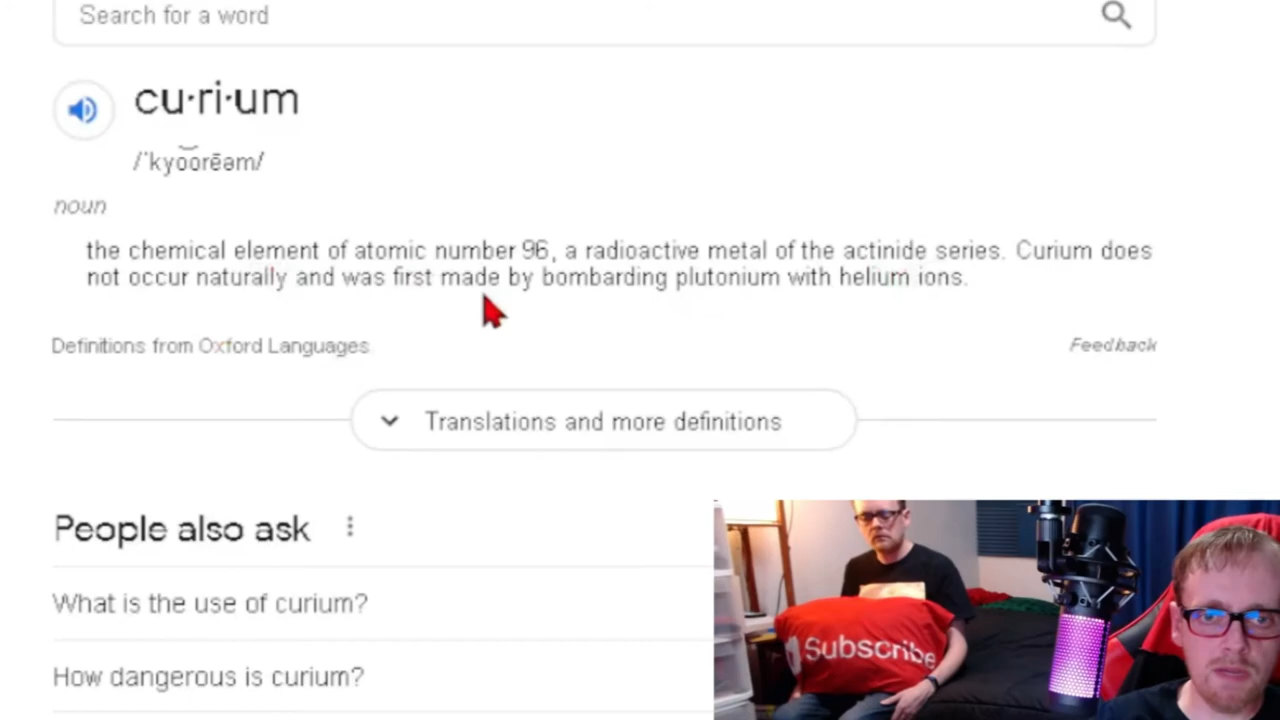 Search for a word
cu·ri·um
/ˈkyo͝orēəm/
noun
the chemical element of atomic number 96, a radioactive metal of the actinide series. Curium does
not occur naturally and was first made by bombarding plutonium with helium ions.
Definitions from Oxford Languages
Feedback
Translations and more definitions
People also ask
What is the use of curium?
How dangerous is curium?
Subscribe